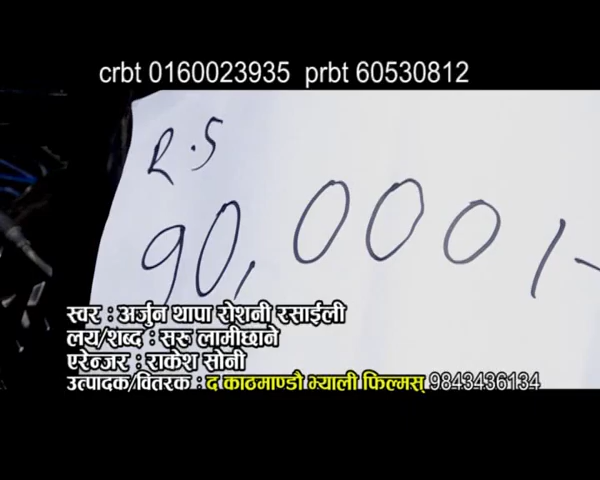 crbt 0160023935 prbt 60530812
R.S
90,000/-
स्वर : अर्जुन थापा रोशनी रसाईली
लय/शब्द : सरु लामीछाने
एरेन्जर : राकेश सोनी
उत्पादक/वितरक : द काठमाण्डौ भ्याली फिल्मस् 9843436134